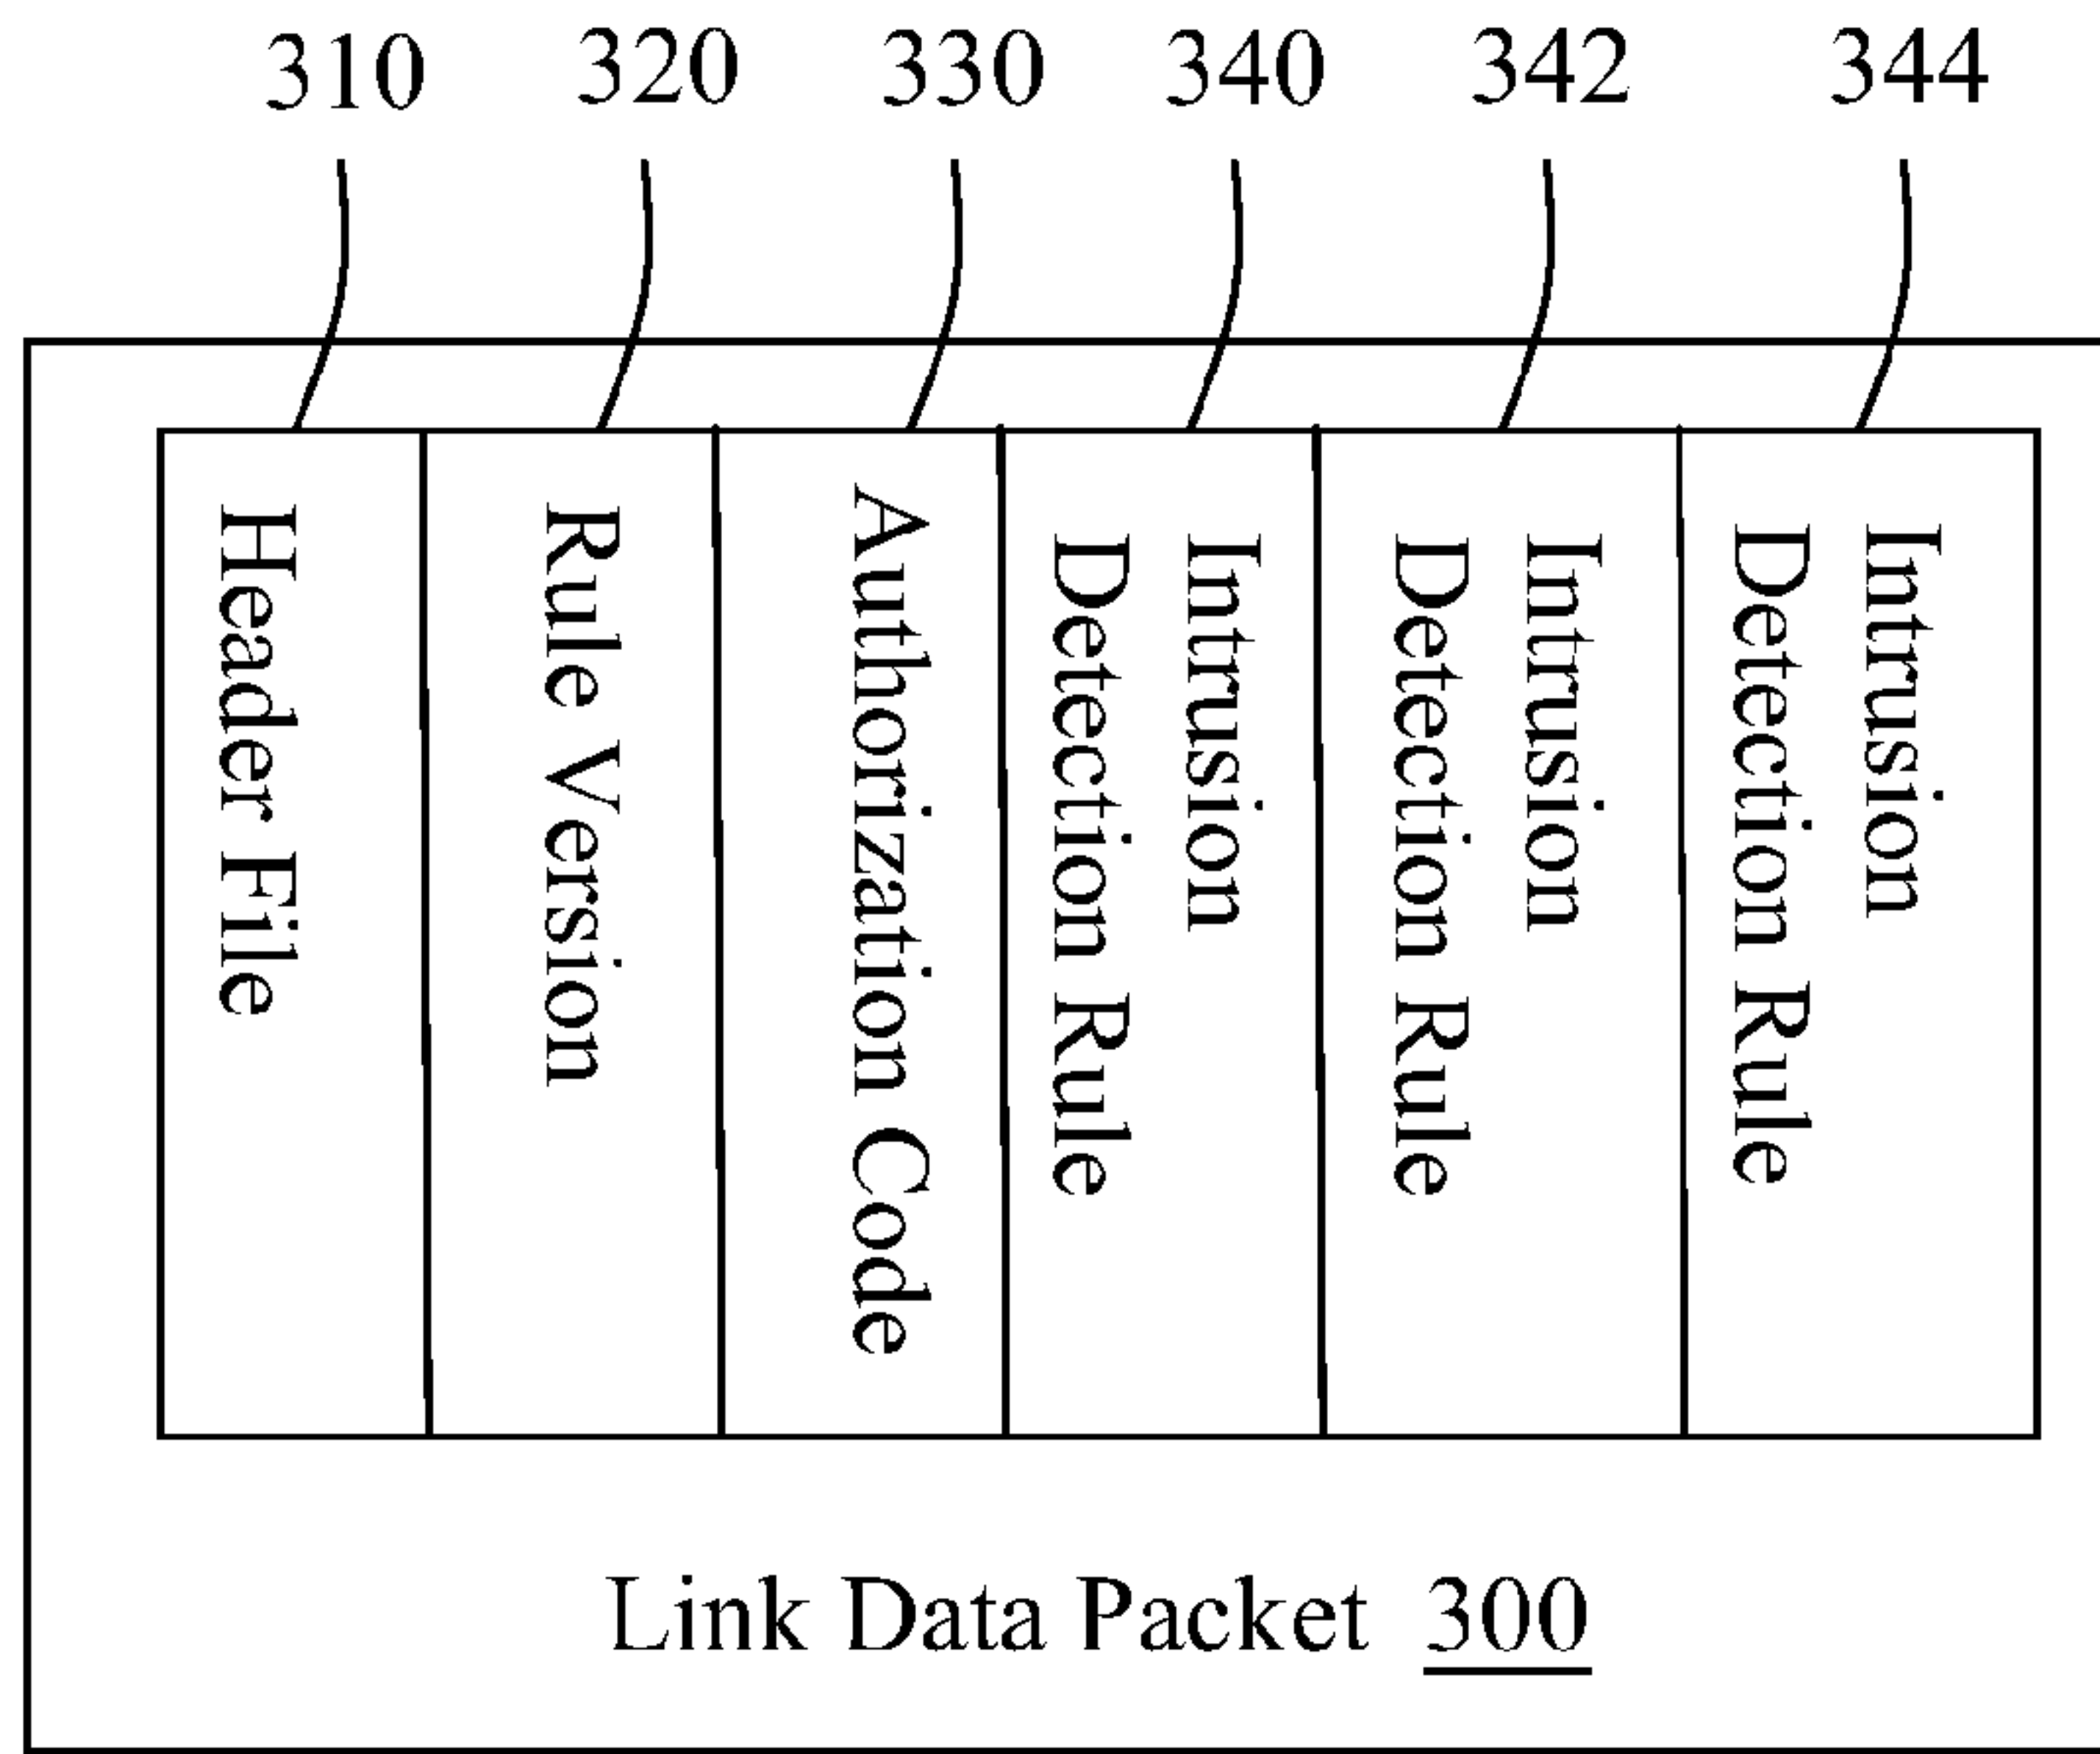 310 320 330 340 342 344
Header File
Rule Version
Authorization Code
Intrusion
Detection Rule
Intrusion
Detection Rule
Intrusion
Detection Rule
Link Data Packet 300